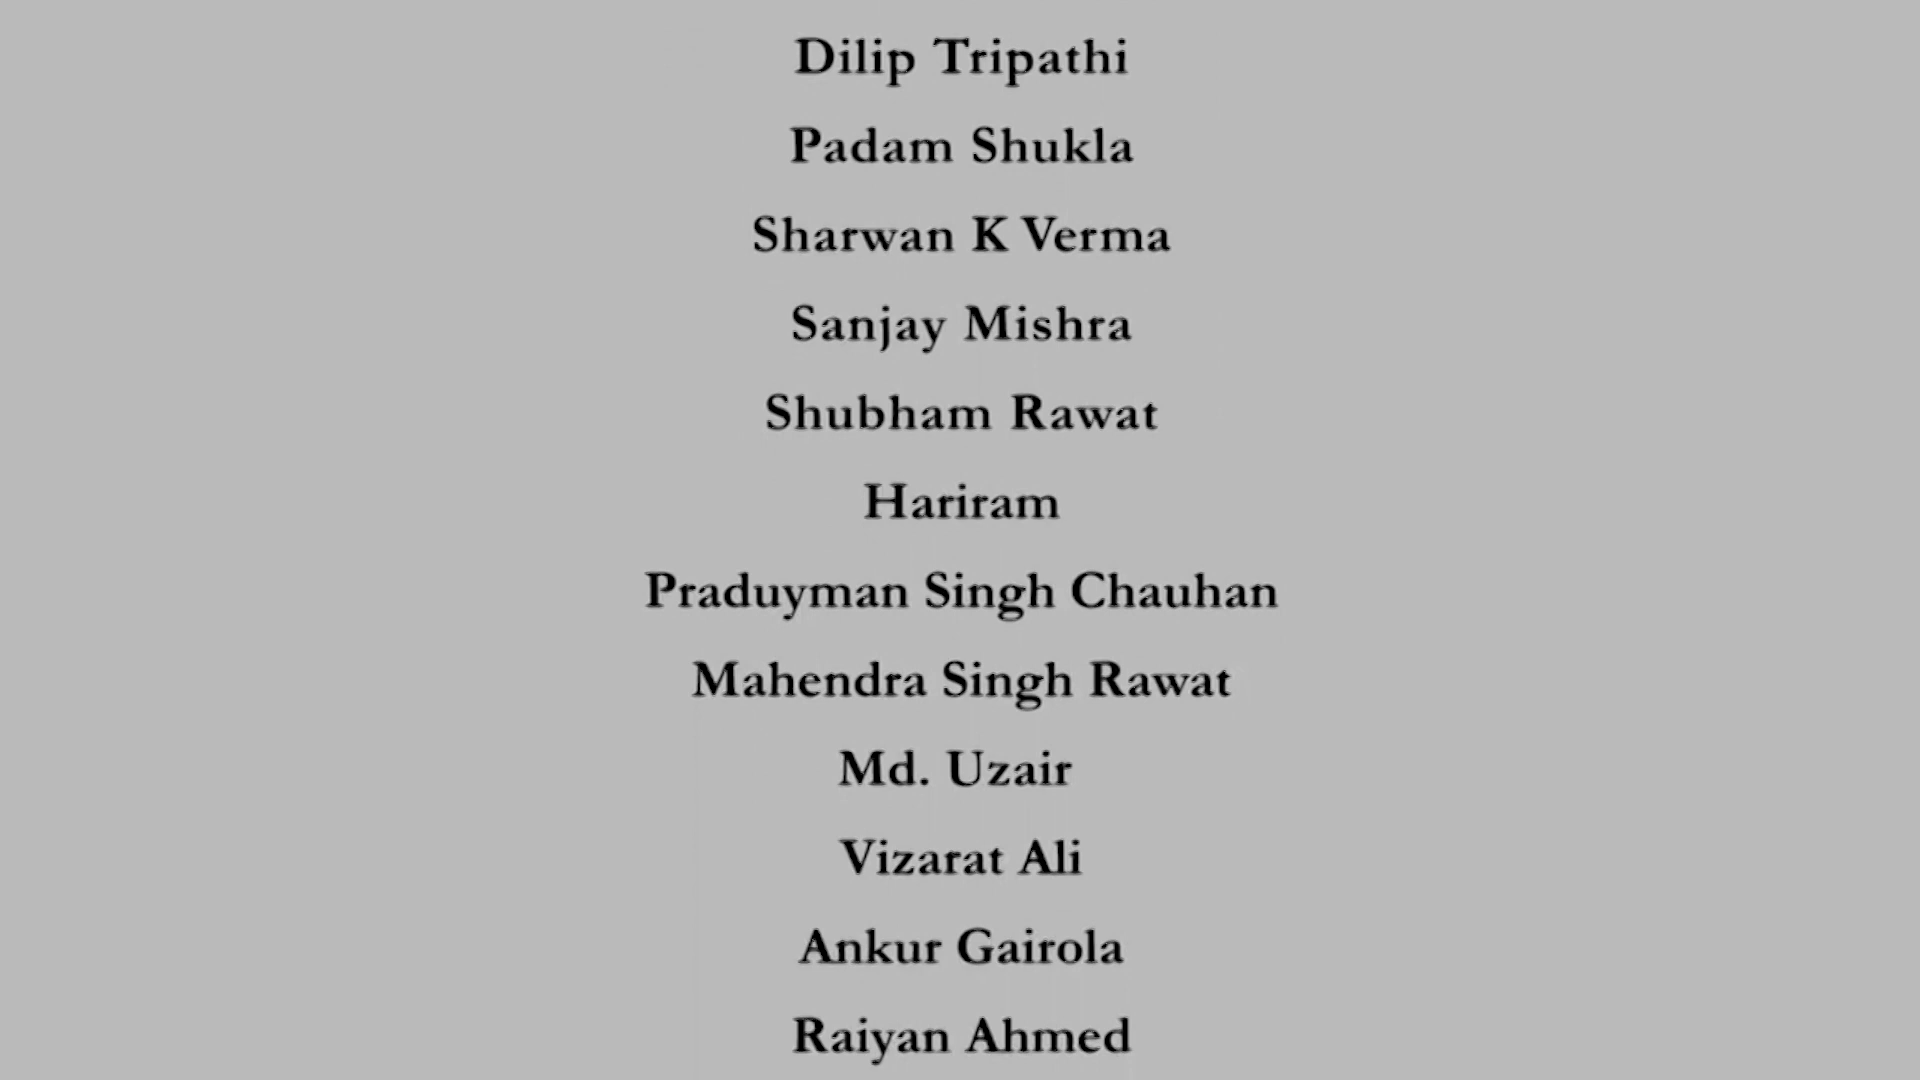 Dilip Tripathi
Padam Shukla
Sharwan K Verma
Sanjay Mishra
Shubham Rawat
Hariram
Praduyman Singh Chauhan
Mahendra Singh Rawat
Md. Uzair
Vizarat Ali
Ankur Gairola
Raiyan Ahmed